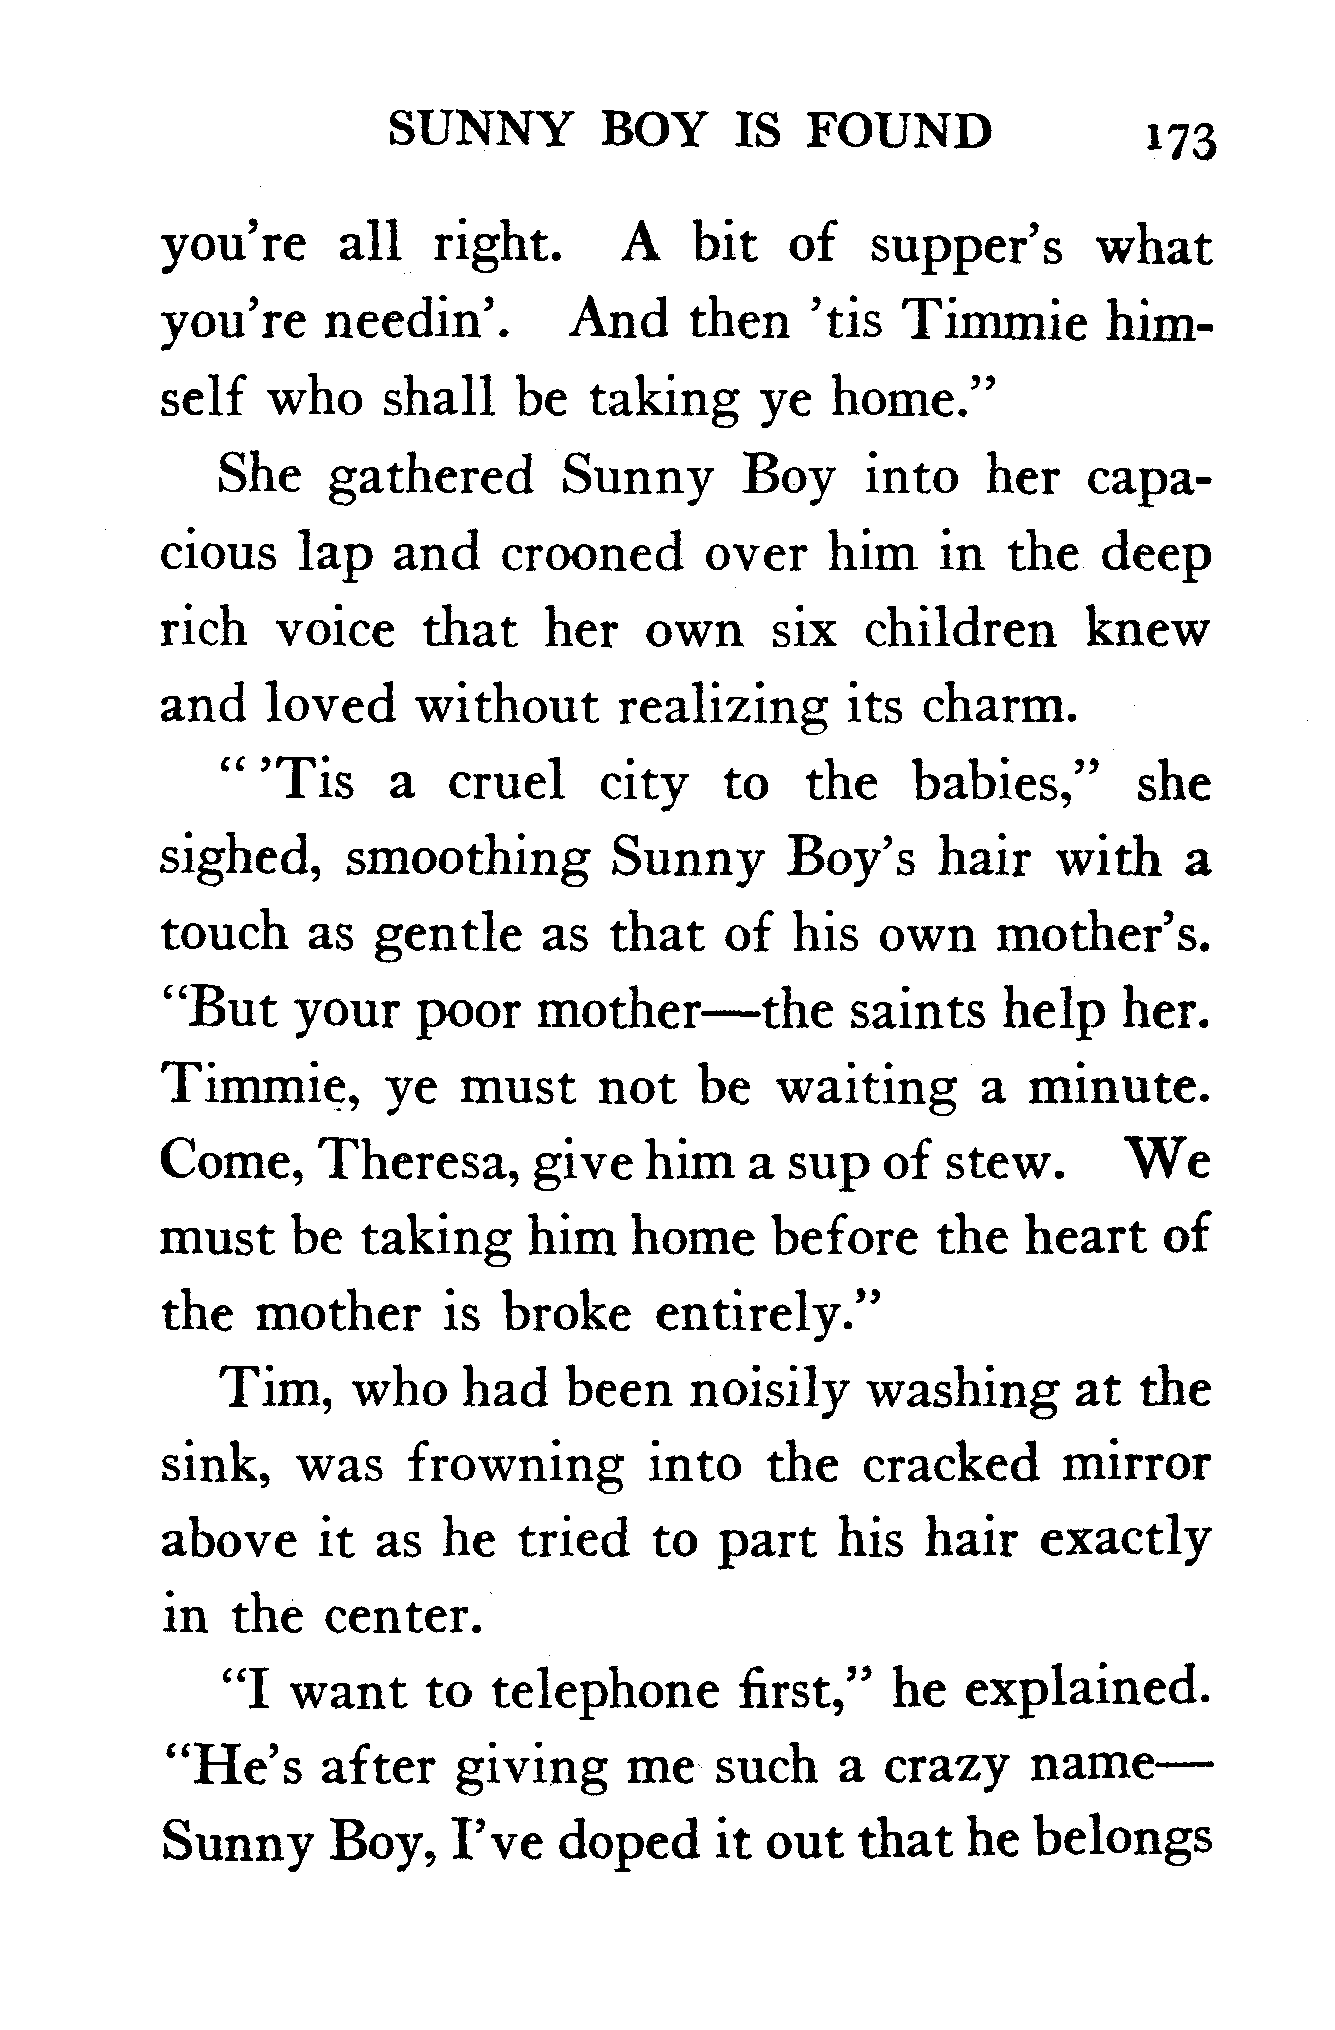 SUNNY BOY IS FOUND 173
you're all right. A bit of supper's what
you're needin'. And then 'tis Timmie him-
self who shall be taking ye home."
She gathered Sunny Boy into her capa-
cious lap and crooned over him in the deep
rich voice that her own six children knew
and loved without realizing its charm.
" 'Tis a cruel city to the babies," she
sighed, smoothing Sunny Boy's hair with a
touch as gentle as that of his own mother's.
"But your poor mother—the saints help her.
Timmie, ye must not be waiting a minute.
Come, Theresa, give him a sup of stew. We
must be taking him home before the heart of
the mother is broke entirely."
Tim, who had been noisily washing at the
sink, was frowning into the cracked mirror
above it as he tried to part his hair exactly
in the center.
"I want to telephone first," he explained.
"He's after giving me such a crazy name—
Sunny Boy, I've doped it out that he belongs